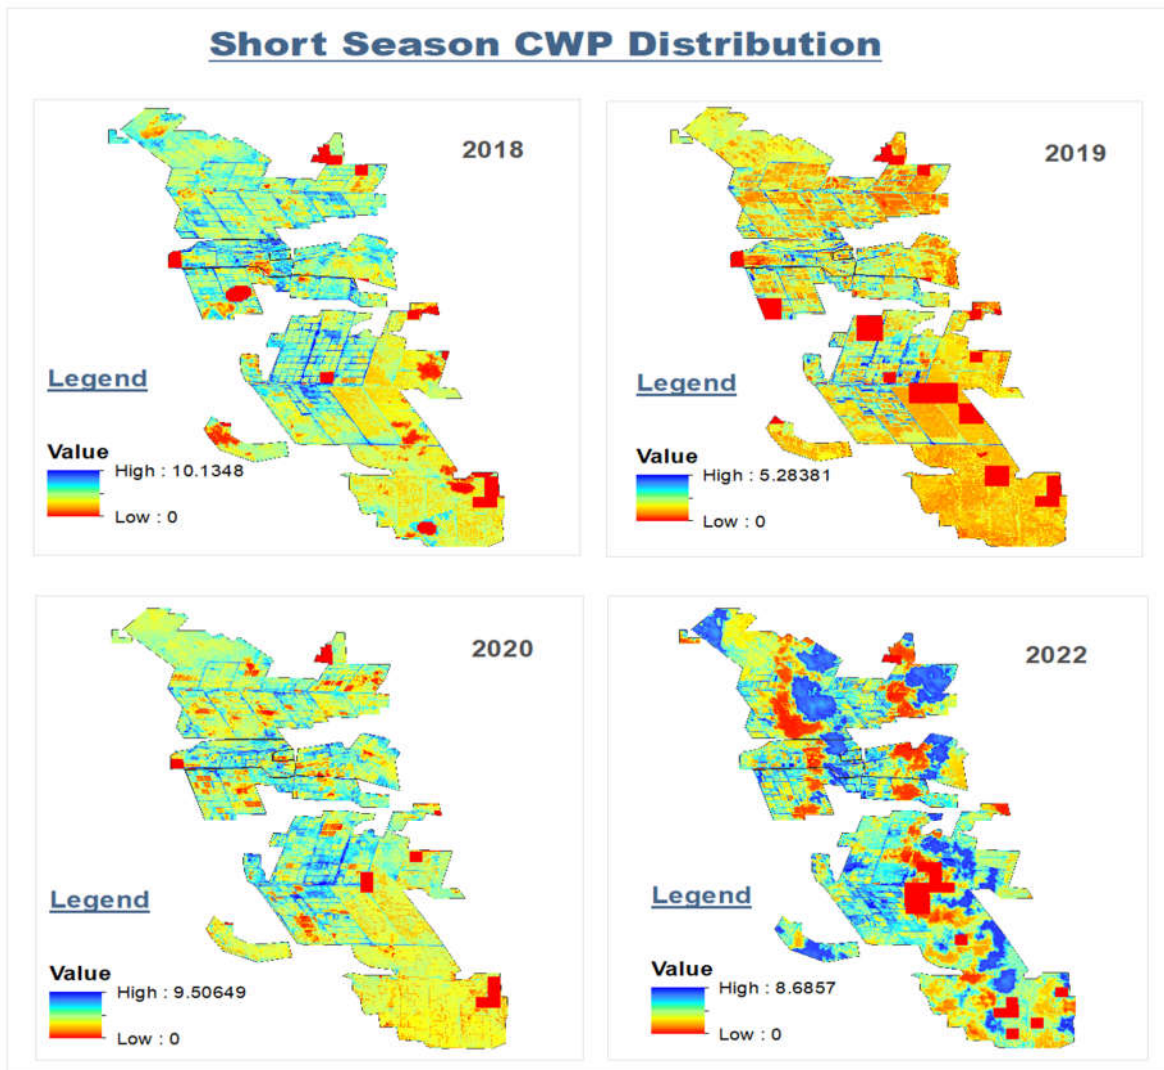 Short Season CWP Distribution
2018
Legend
Value
High : 10.1348
Low : 0
2019
Legend
Value
High : 5.28381
Low : 0
2020
Legend
Value
High : 9.50649
Low : 0
2022
Legend
Value
High : 8.6857
Low : 0